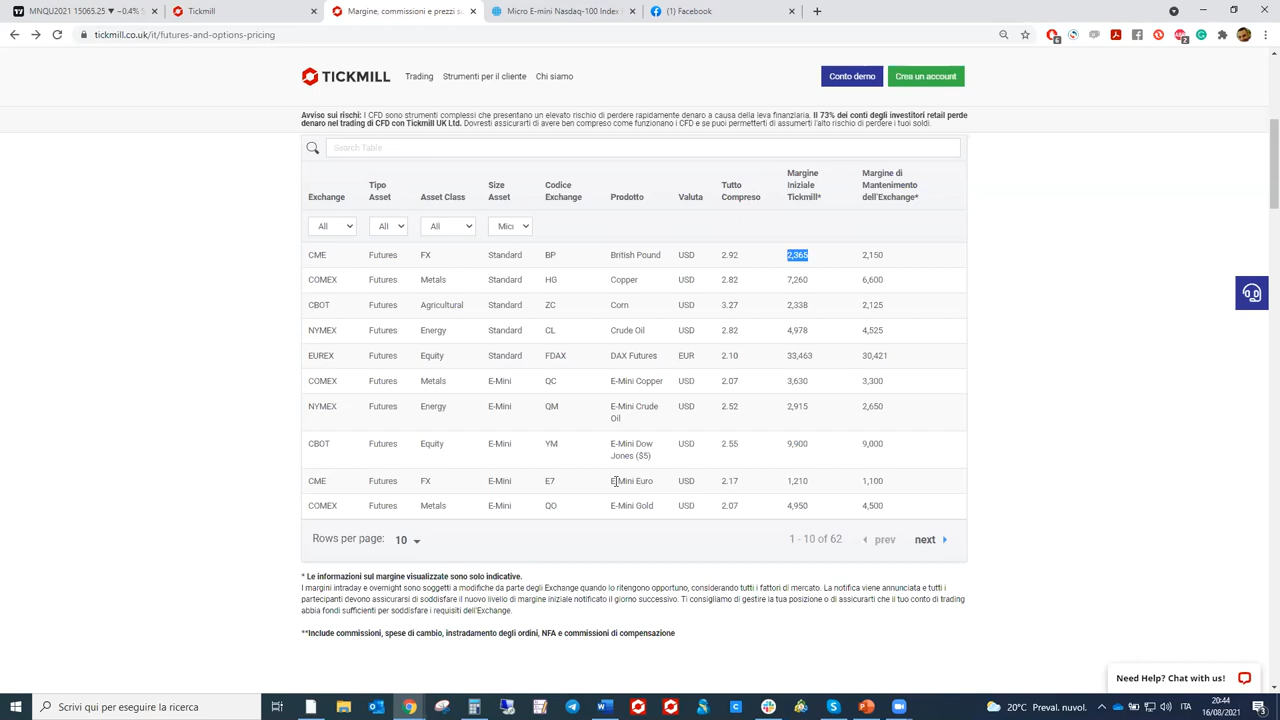 MNQU2021 15065.25 ▼ −0.4% S
Tickmill
Margine, commissioni e prezzi s
Micro E-mini Nasdaq-100 Index
(1) Facebook
tickmill.co.uk/it/futures-and-options-pricing
TICKMILL
Trading
Strumenti per il cliente
Chi siamo
Conto demo
Crea un account
Avviso sui rischi: I CFD sono strumenti complessi che presentano un elevato rischio di perdere rapidamente denaro a causa della leva finanziaria. Il 73% dei conti degli investitori retail perde
denaro nel trading di CFD con Tickmill UK Ltd. Dovresti assicurarti di avere ben compreso come funzionano i CFD e se puoi permetterti di assumerti l'alto rischio di perdere i tuoi soldi.
Search Table
Exchange Tipo Asset Asset Class Size Asset Codice Exchange Prodotto Valuta Tutto Compreso Margine Iniziale Tickmill* Margine di Mantenimento dell'Exchange*
All All All Micr
CME Futures FX Standard BP British Pound USD 2.92 2,365 2,150
COMEX Futures Metals Standard HG Copper USD 2.82 7,260 6,600
CBOT Futures Agricultural Standard ZC Corn USD 3.27 2,338 2,125
NYMEX Futures Energy Standard CL Crude Oil USD 2.82 4,978 4,525
EUREX Futures Equity Standard FDAX DAX Futures EUR 2.10 33,463 30,421
COMEX Futures Metals E-Mini QC E-Mini Copper USD 2.07 3,630 3,300
NYMEX Futures Energy E-Mini QM E-Mini Crude Oil USD 2.52 2,915 2,650
CBOT Futures Equity E-Mini YM E-Mini Dow Jones ($5) USD 2.55 9,900 9,000
CME Futures FX E-Mini E7 E-Mini Euro USD 2.17 1,210 1,100
COMEX Futures Metals E-Mini QO E-Mini Gold USD 2.07 4,950 4,500
Rows per page: 10
1 - 10 of 62
prev
next
* Le informazioni sul margine visualizzate sono solo indicative.
I margini intraday e overnight sono soggetti a modifiche da parte degli Exchange quando lo ritengono opportuno, considerando tutti i fattori di mercato. La notifica viene annunciata e tutti i
partecipanti devono assicurarsi di soddisfare il nuovo livello di margine iniziale notificato il giorno successivo. Ti consigliamo di gestire la tua posizione o di assicurarti che il tuo conto di trading
abbia fondi sufficienti per soddisfare i requisiti dell'Exchange.
**Include commissioni, spese di cambio, instradamento degli ordini, NFA e commissioni di compensazione
Need Help? Chat with us!
Scrivi qui per eseguire la ricerca
20°C Preval. nuvol.
ITA
20:44
16/08/2021